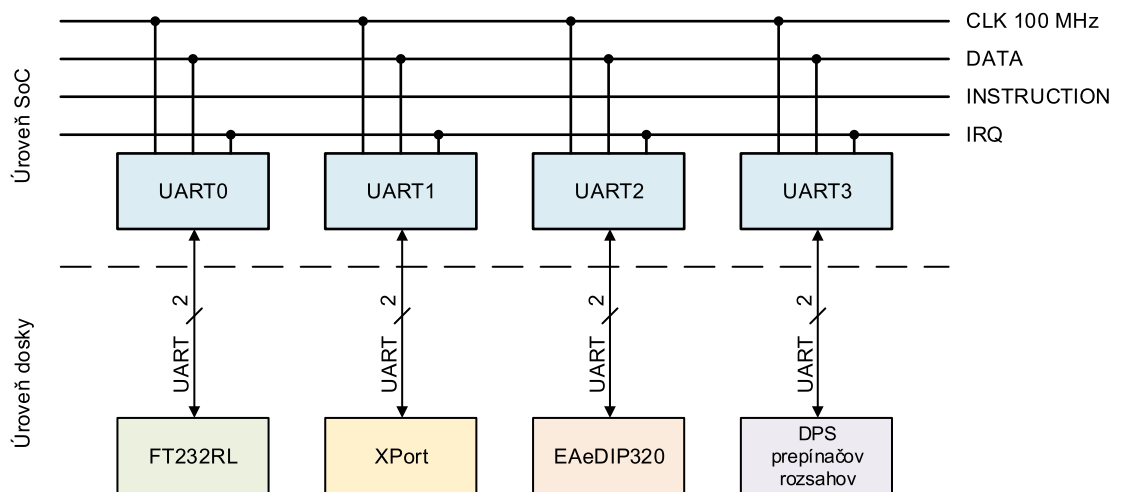 CLK 100 MHz
DATA
INSTRUCTION
IRQ
Úroveň SoC
UART0
UART1
UART2
UART3
2
2
2
2
UART
UART
UART
UART
Úroveň dosky
FT232RL
XPort
EAeDIP320
DPS
prepínačov
rozsahov